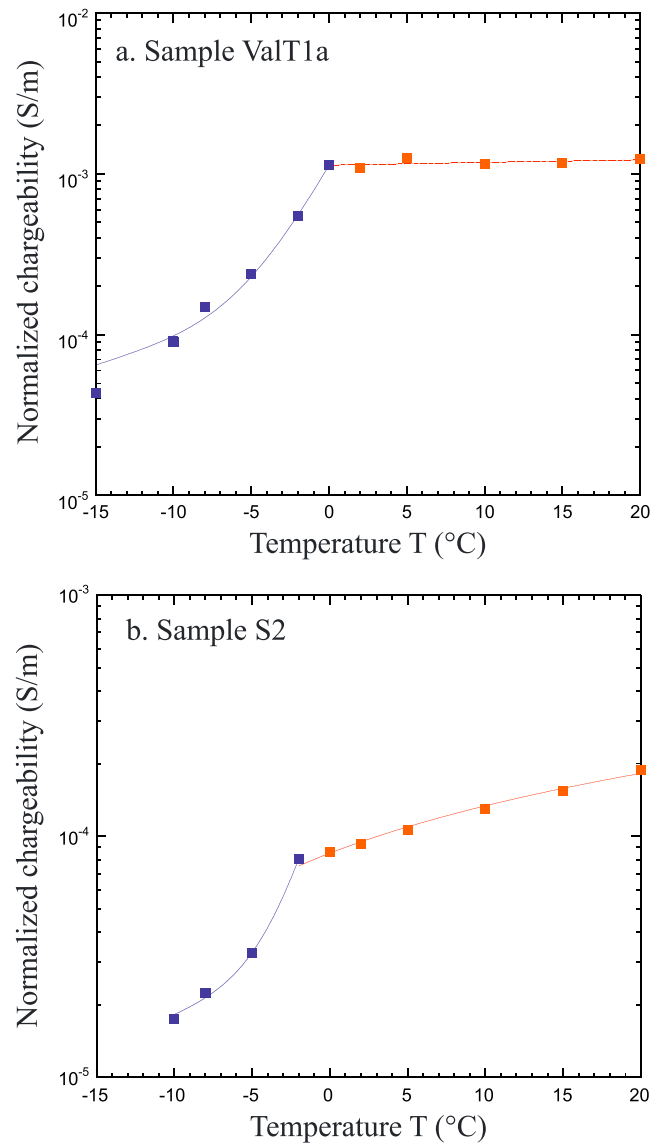 a. Sample ValT1a
Normalized chargeability (S/m)
10-2
10-3
10-4
10-5
-15 -10 -5 0 5 10 15 20
Temperature T (°C)
b. Sample S2
Normalized chargeability (S/m)
10-3
10-4
10-5
-15 -10 -5 0 5 10 15 20
Temperature T (°C)